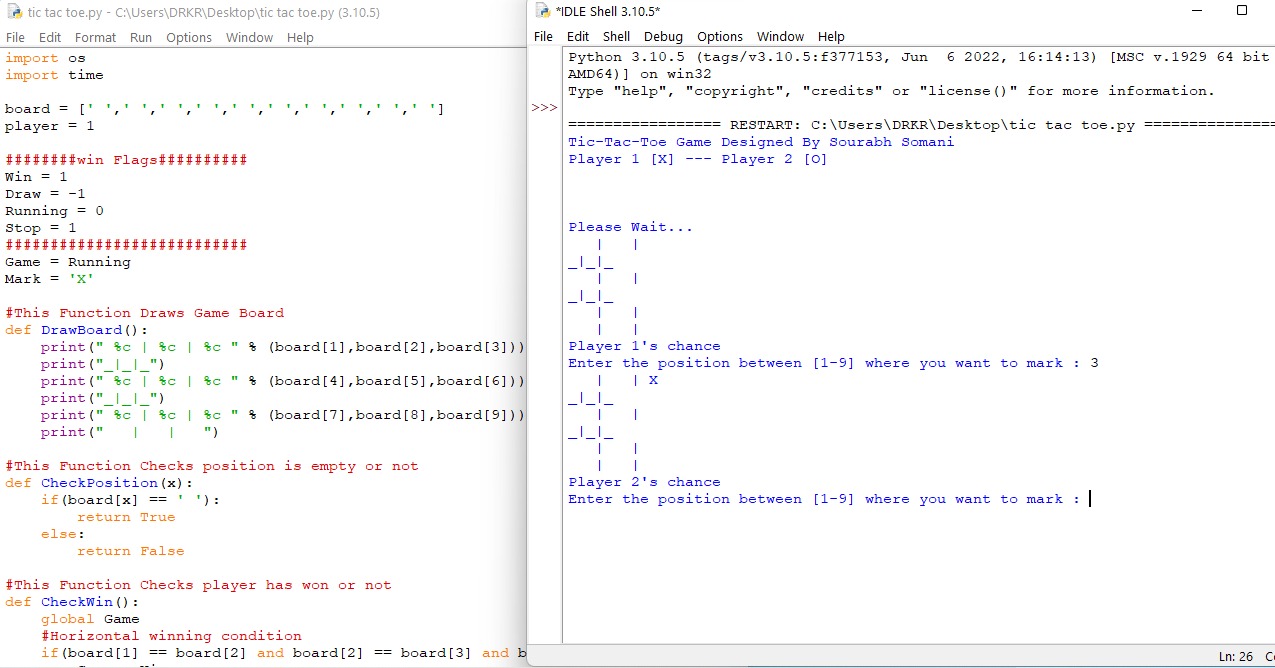 tic tac toe.py - C:\Users\DRKR\Desktop\tic tac toe.py (3.10.5)
File Edit Format Run Options Window Help
import os
import time
board = [' ',' ',' ',' ',' ',' ',' ',' ',' ',' ']
player = 1
########win Flags##########
Win = 1
Draw = -1
Running = 0
Stop = 1
###########################
Game = Running
Mark = 'X'
#This Function Draws Game Board
def DrawBoard():
    print(" %c | %c | %c " % (board[1],board[2],board[3]))
    print("_|_|_")
    print(" %c | %c | %c " % (board[4],board[5],board[6]))
    print("_|_|_")
    print(" %c | %c | %c " % (board[7],board[8],board[9]))
    print("   |   |   ")
#This Function Checks position is empty or not
def CheckPosition(x):
    if(board[x] == ' '):
        return True
    else:
        return False
#This Function Checks player has won or not
def CheckWin():
    global Game
    #Horizontal winning condition
    if(board[1] == board[2] and board[2] == board[3] and b
*IDLE Shell 3.10.5*
File Edit Shell Debug Options Window Help
Python 3.10.5 (tags/v3.10.5:f377153, Jun  6 2022, 16:14:13) [MSC v.1929 64 bit
AMD64)] on win32
Type "help", "copyright", "credits" or "license()" for more information.
>>>
================= RESTART: C:\Users\DRKR\Desktop\tic tac toe.py ===============
Tic-Tac-Toe Game Designed By Sourabh Somani
Player 1 [X] --- Player 2 [O]
Please Wait...
   |   |
_|_|_
   |   |
_|_|_
   |   |
   |   |
Player 1's chance
Enter the position between [1-9] where you want to mark : 3
   |   | X
_|_|_
   |   |
_|_|_
   |   |
   |   |
Player 2's chance
Enter the position between [1-9] where you want to mark :
Ln: 26